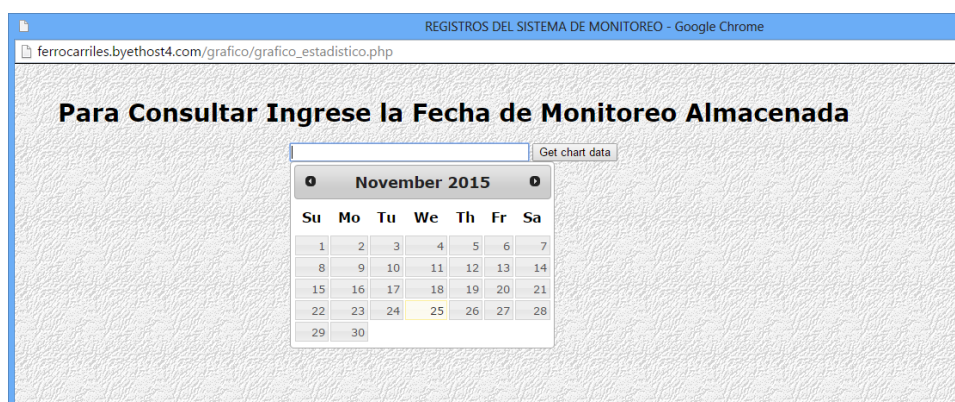 REGISTROS DEL SISTEMA DE MONITOREO - Google Chrome
ferrocarriles.byethost4.com/grafico/grafico_estadistico.php
Para Consultar Ingrese la Fecha de Monitoreo Almacenada
Get chart data
November 2015
Su Mo Tu We Th Fr Sa
1 2 3 4 5 6 7
8 9 10 11 12 13 14
15 16 17 18 19 20 21
22 23 24 25 26 27 28
29 30